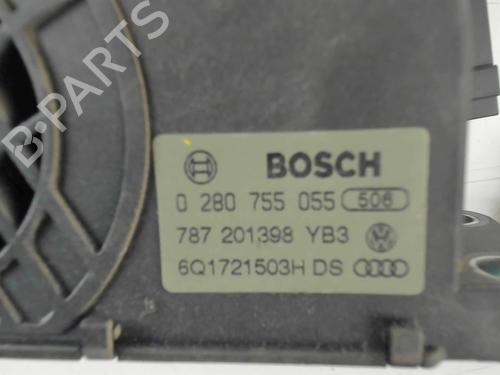 BOSCH
0 280 755 055 506
787 201398 YB3
6Q1721503H DS
B-PARTS